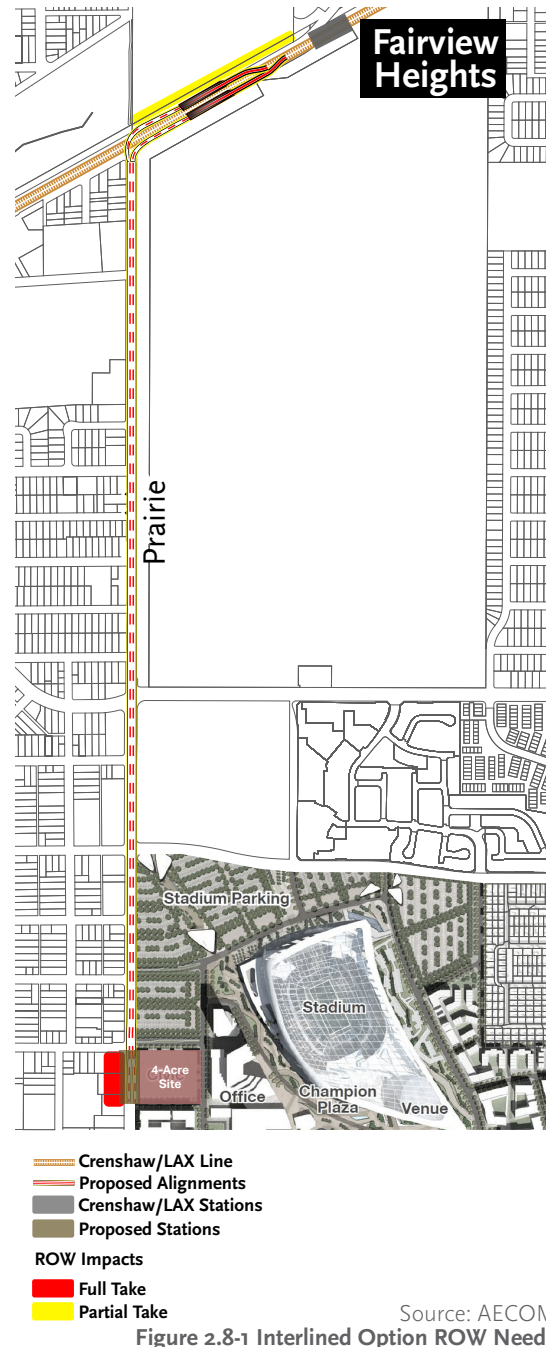 Fairview
Heights
Prairie
Stadium Parking
Stadium
4-Acre
Site
Office
Champion
Plaza
Venue
Crenshaw/LAX Line
Proposed Alignments
Crenshaw/LAX Stations
Proposed Stations
ROW Impacts
Full Take
Partial Take
Source: AECOM
Figure 2.8-1 Interlined Option ROW Need